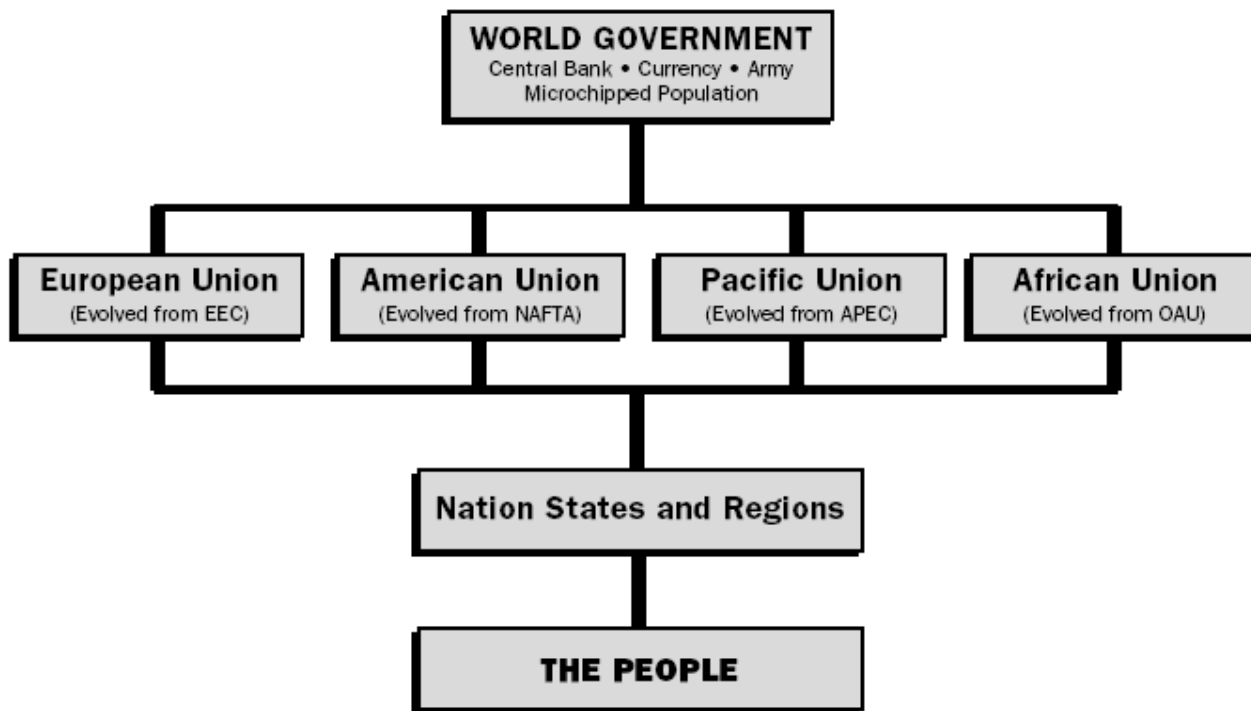 WORLD GOVERNMENT
Central Bank • Currency • Army
Microchipped Population
European Union
(Evolved from EEC)
American Union
(Evolved from NAFTA)
Pacific Union
(Evolved from APEC)
African Union
(Evolved from OAU)
Nation States and Regions
THE PEOPLE